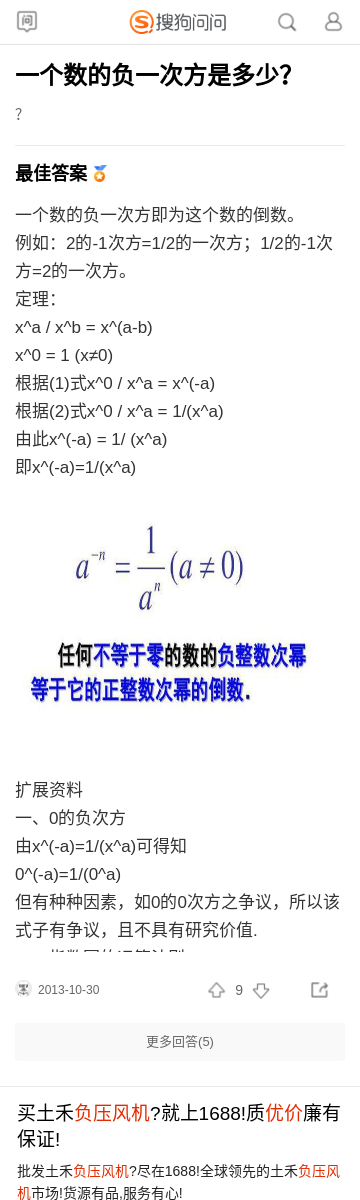 问
搜狗问问
一个数的负一次方是多少?
?
最佳答案
一个数的负一次方即为这个数的倒数。
例如：2的-1次方=1/2的一次方；1/2的-1次
方=2的一次方。
定理：
x^a / x^b = x^(a-b)
x^0 = 1 (x≠0)
根据(1)式x^0 / x^a = x^(-a)
根据(2)式x^0 / x^a = 1/(x^a)
由此x^(-a) = 1/ (x^a)
即x^(-a)=1/(x^a)
a^-n = 1/a^n (a ≠ 0)
任何不等于零的数的负整数次幂
等于它的正整数次幂的倒数.
扩展资料
一、0的负次方
由x^(-a)=1/(x^a)可得知
0^(-a)=1/(0^a)
但有种种因素，如0的0次方之争议，所以该
式子有争议，且不具有研究价值.
2013-10-30
9
更多回答(5)
买土禾负压风机?就上1688!质优价廉有
保证!
批发土禾负压风机?尽在1688!全球领先的土禾负压风
机市场!货源有品,服务有心!